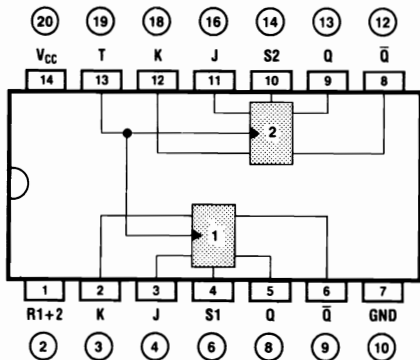 20 19 18 16 14 13 12
V_CC T K J S2 Q Q̅
14 13 12 11 10 9 8
2
1
1 2 3 4 5 6 7
R1+2 K J S1 Q Q̅ GND
2 3 4 6 8 9 10